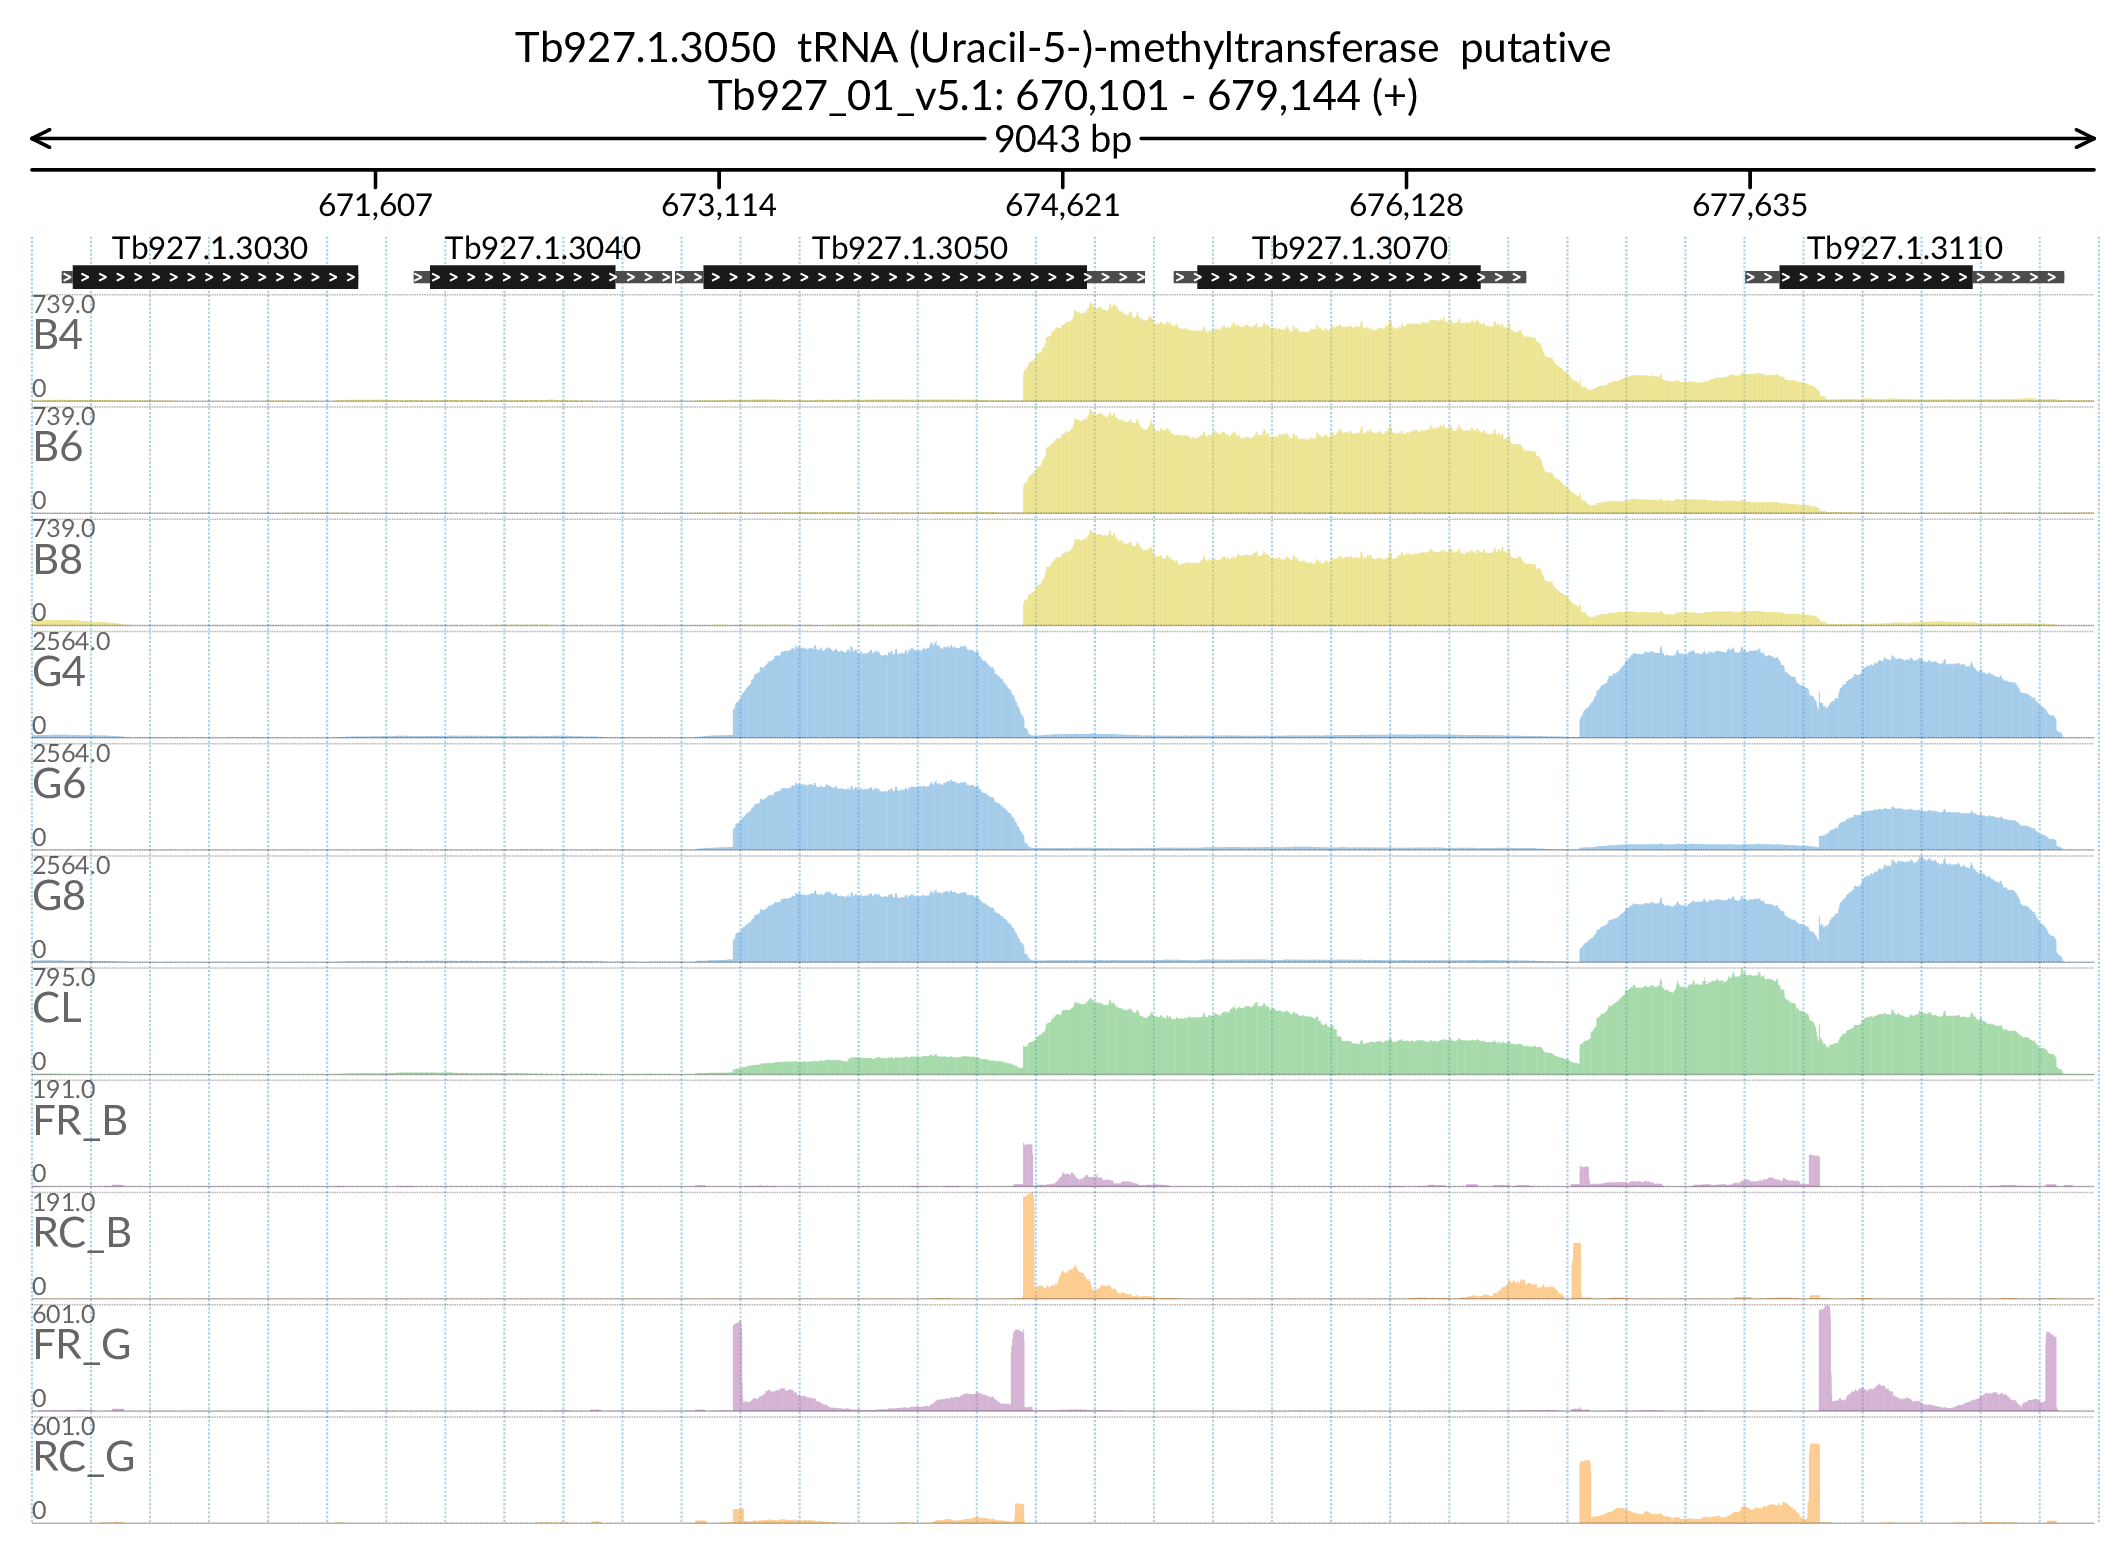 Tb927.1.3050 tRNA (Uracil-5-)-methyltransferase putative
Tb927_01_v5.1: 670,101 - 679,144 (+)
9043 bp
671,607 673,114 674,621 676,128 677,635
Tb927.1.3030 Tb927.1.3040 Tb927.1.3050 Tb927.1.3070 Tb927.1.3110
739.0
B4
0
739.0
B6
0
739.0
B8
0
2564.0
G4
0
2564.0
G6
0
2564.0
G8
0
795.0
CL
0
191.0
FR_B
0
191.0
RC_B
0
601.0
FR_G
0
601.0
RC_G
0